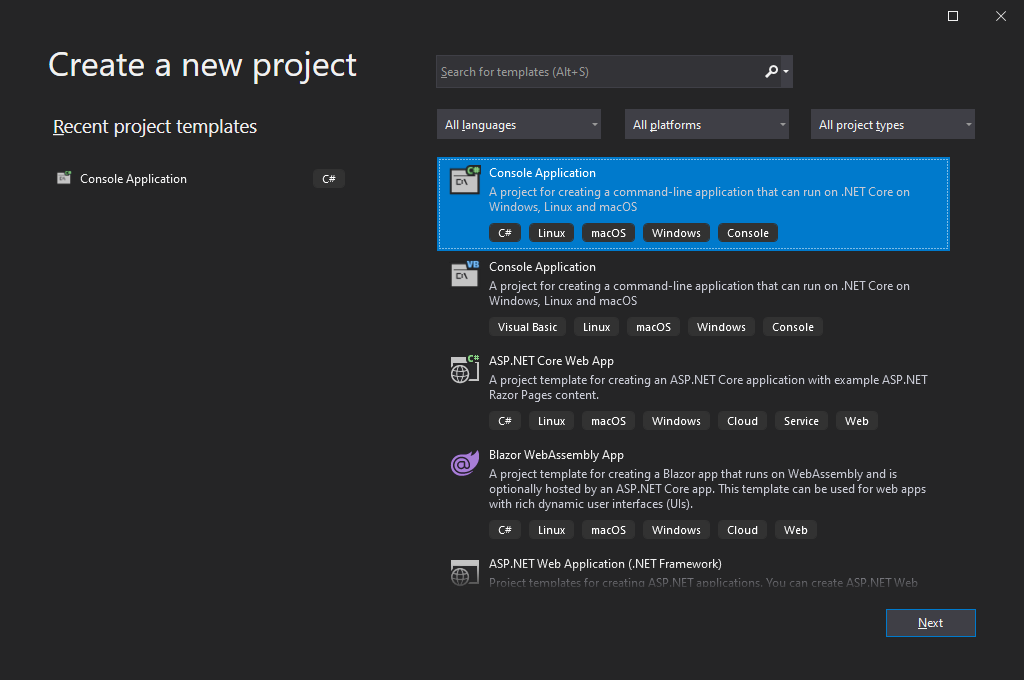 Create a new project
Search for templates (Alt+S)
Recent project templates
All languages
All platforms
All project types
Console Application
C#
C#
Console Application
A project for creating a command-line application that can run on .NET Core on
Windows, Linux and macOS
C# Linux macOS Windows Console
VB
Console Application
A project for creating a command-line application that can run on .NET Core on
Windows, Linux and macOS
Visual Basic Linux macOS Windows Console
C#
ASP.NET Core Web App
A project template for creating an ASP.NET Core application with example ASP.NET
Razor Pages content.
C# Linux macOS Windows Cloud Service Web
Blazor WebAssembly App
A project template for creating a Blazor app that runs on WebAssembly and is
optionally hosted by an ASP.NET Core app. This template can be used for web apps
with rich dynamic user interfaces (UIs).
C# Linux macOS Windows Cloud Web
ASP.NET Web Application (.NET Framework)
Project templates for creating ASP.NET applications. You can create ASP.NET Web
Next